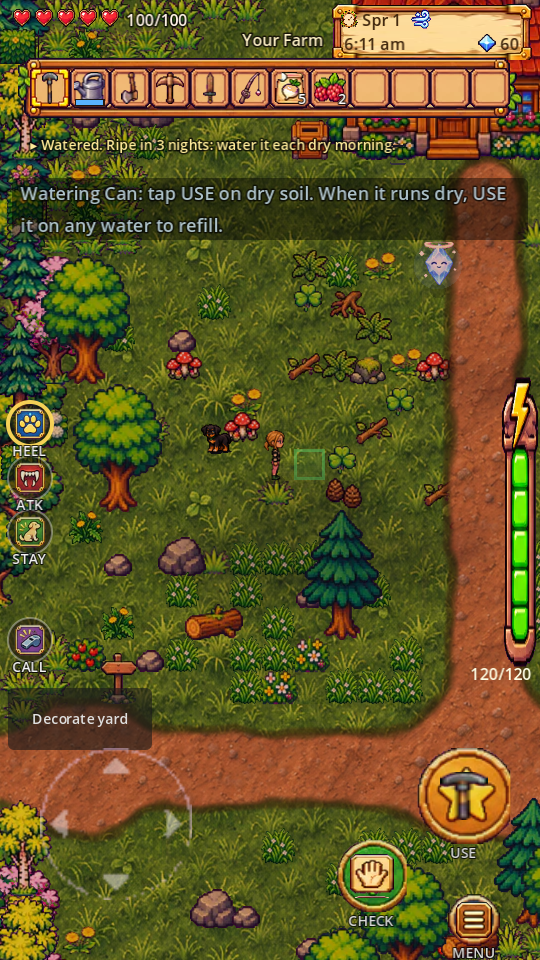 100/100
Spr 1
Your Farm
6:11 am
60
5
2
▸ Watered. Ripe in 3 nights: water it each dry morning.
Watering Can: tap USE on dry soil. When it runs dry, USE
it on any water to refill.
HEEL
ATK
STAY
CALL
120/120
Decorate yard
USE
CHECK
MENU